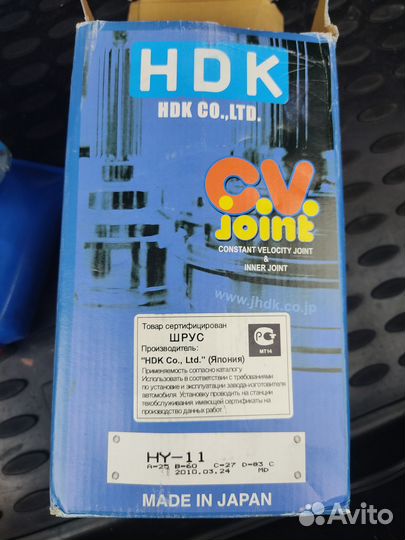 HDK
HDK CO.,LTD.
C.V.
Joint
CONSTANT VELOCITY JOINT
& INNER JOINT
www.jhdk.co.jp
Товар сертифицирован
ШРУС
Производитель:
"HDK Co., Ltd." (Япония)
Применяемость согласно каталогу
Использовать в соответствии с требованиями
по установке и эксплуатации завода-изготовителя
автомобиля. Установку проводить на станции
техобслуживания имеющей сертификаты на
производство данных работ
МТ14
HY-11
A=25 B=60 C=27 D=83 C
2010.03.24 MD
MADE IN JAPAN
Avito